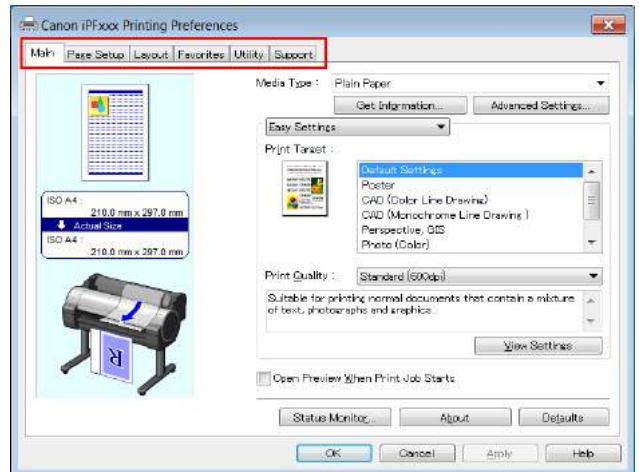 Canon iPFxxx Printing Preferences
Main Page Setup Layout Favorites Utility Support
Media Type : Plain Paper
Get Information... Advanced Settings...
Easy Settings
Print Target :
Default Settings
Poster
CAD (Color Line Drawing)
CAD (Monochrome Line Drawing )
Perspective, GIS
Photo (Color)
ISO A4 :
210.0 mm x 297.0 mm
Actual Size
ISO A4 :
210.0 mm x 297.0 mm
Print Quality : Standard (600dpi)
Suitable for printing normal documents that contain a mixture
of text, photographs and graphics.
R
View Settings
Open Preview When Print Job Starts
Status Monitor... About Defaults
OK Cancel Apply Help